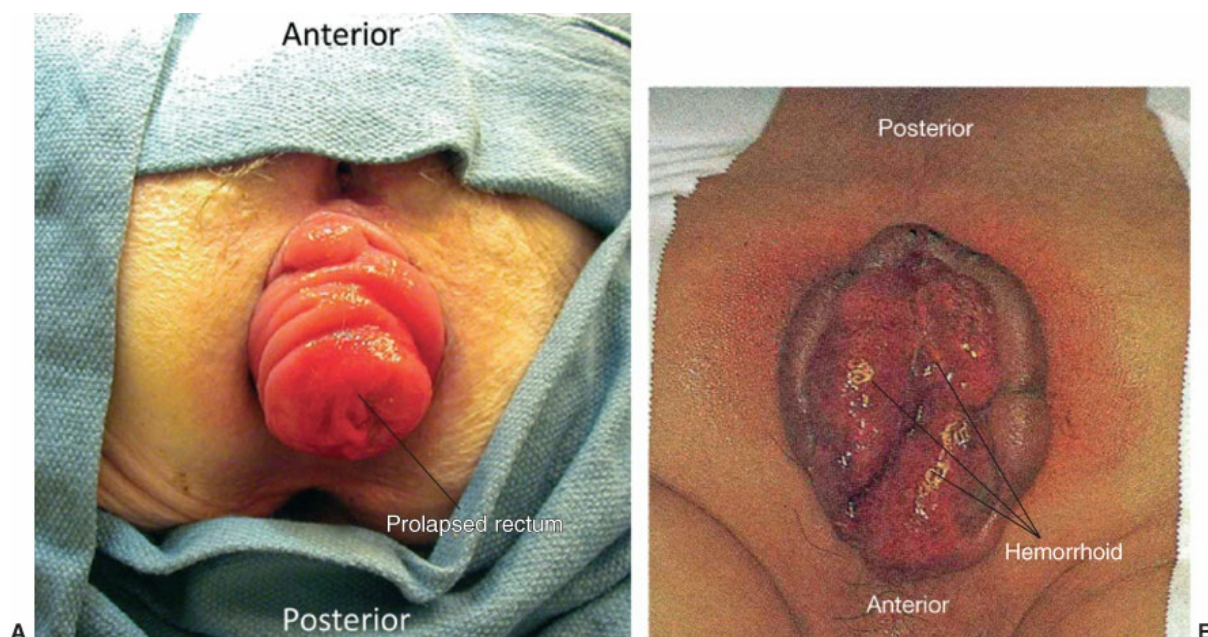 Anterior
Prolapsed rectum
Posterior
A
Posterior
Hemorrhoid
Anterior